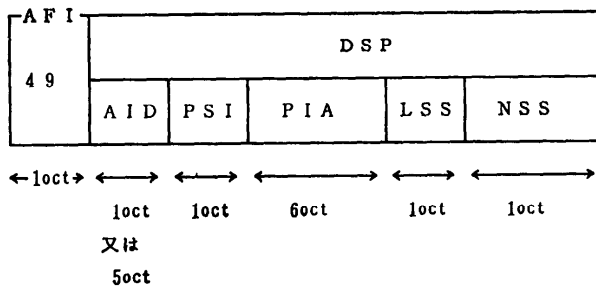 AFI
DSP
49
AID PSI PIA LSS NSS
←1oct→ ←→ ←→ ←→ ←→ ←→
1oct 1oct 6oct 1oct 1oct
又は
5oct